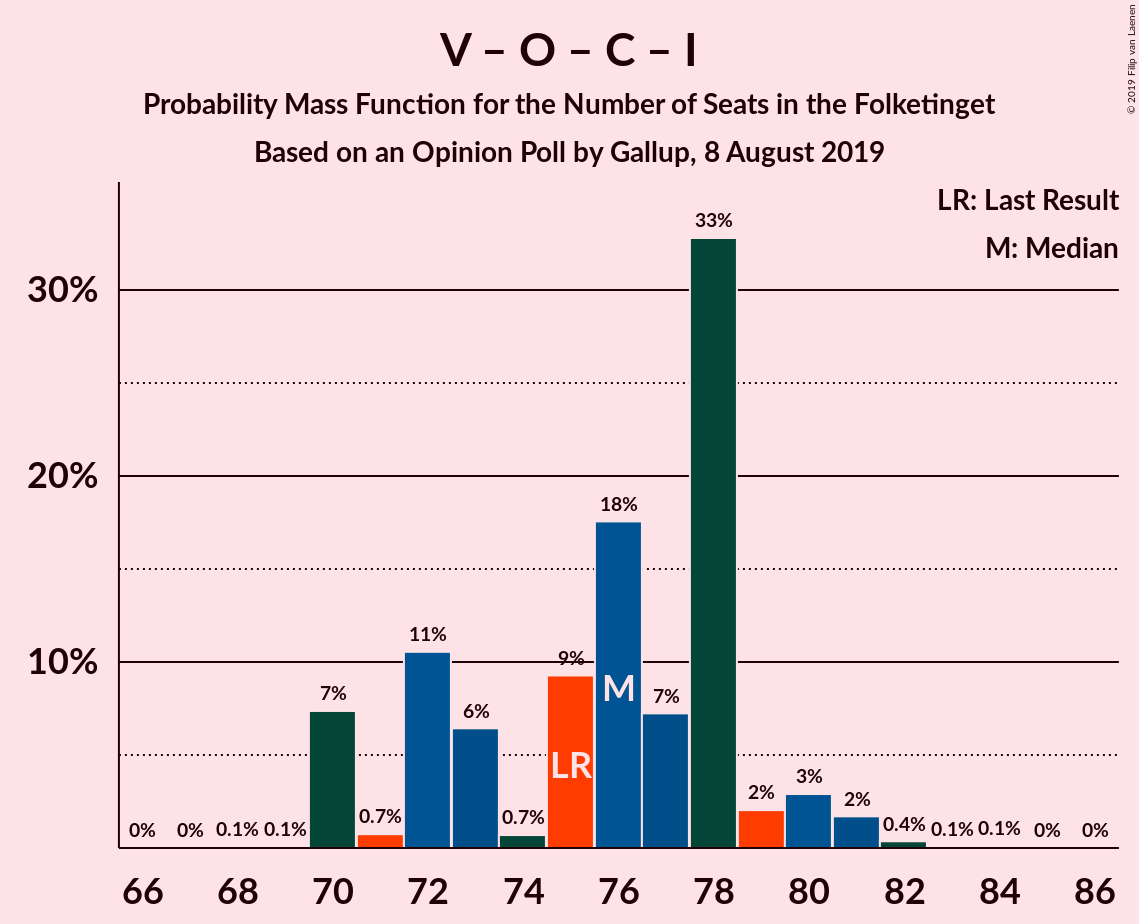 V – O – C – I
Probability Mass Function for the Number of Seats in the Folketinget
Based on an Opinion Poll by Gallup, 8 August 2019
© 2019 Filip van Laenen
LR: Last Result
M: Median
30%
20%
10%
0% 0% 0.1% 0.1% 7% 0.7% 11% 6% 0.7% 9% 18% 7% 33% 2% 3% 2% 0.4% 0.1% 0.1% 0% 0%
LR M
66 68 70 72 74 76 78 80 82 84 86